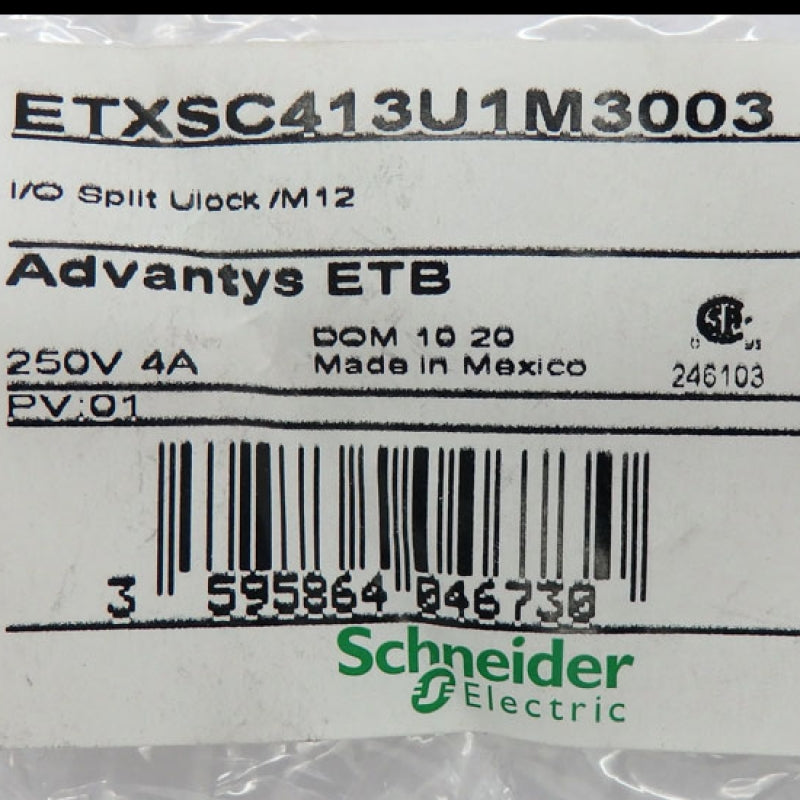 ETXSC413U1M3003
I/O Split Ulock /M12
Advantys ETB
DOM 10 20
250V 4A
Made in Mexico
246103
PV:01
3 595864 046730
Schneider
Electric